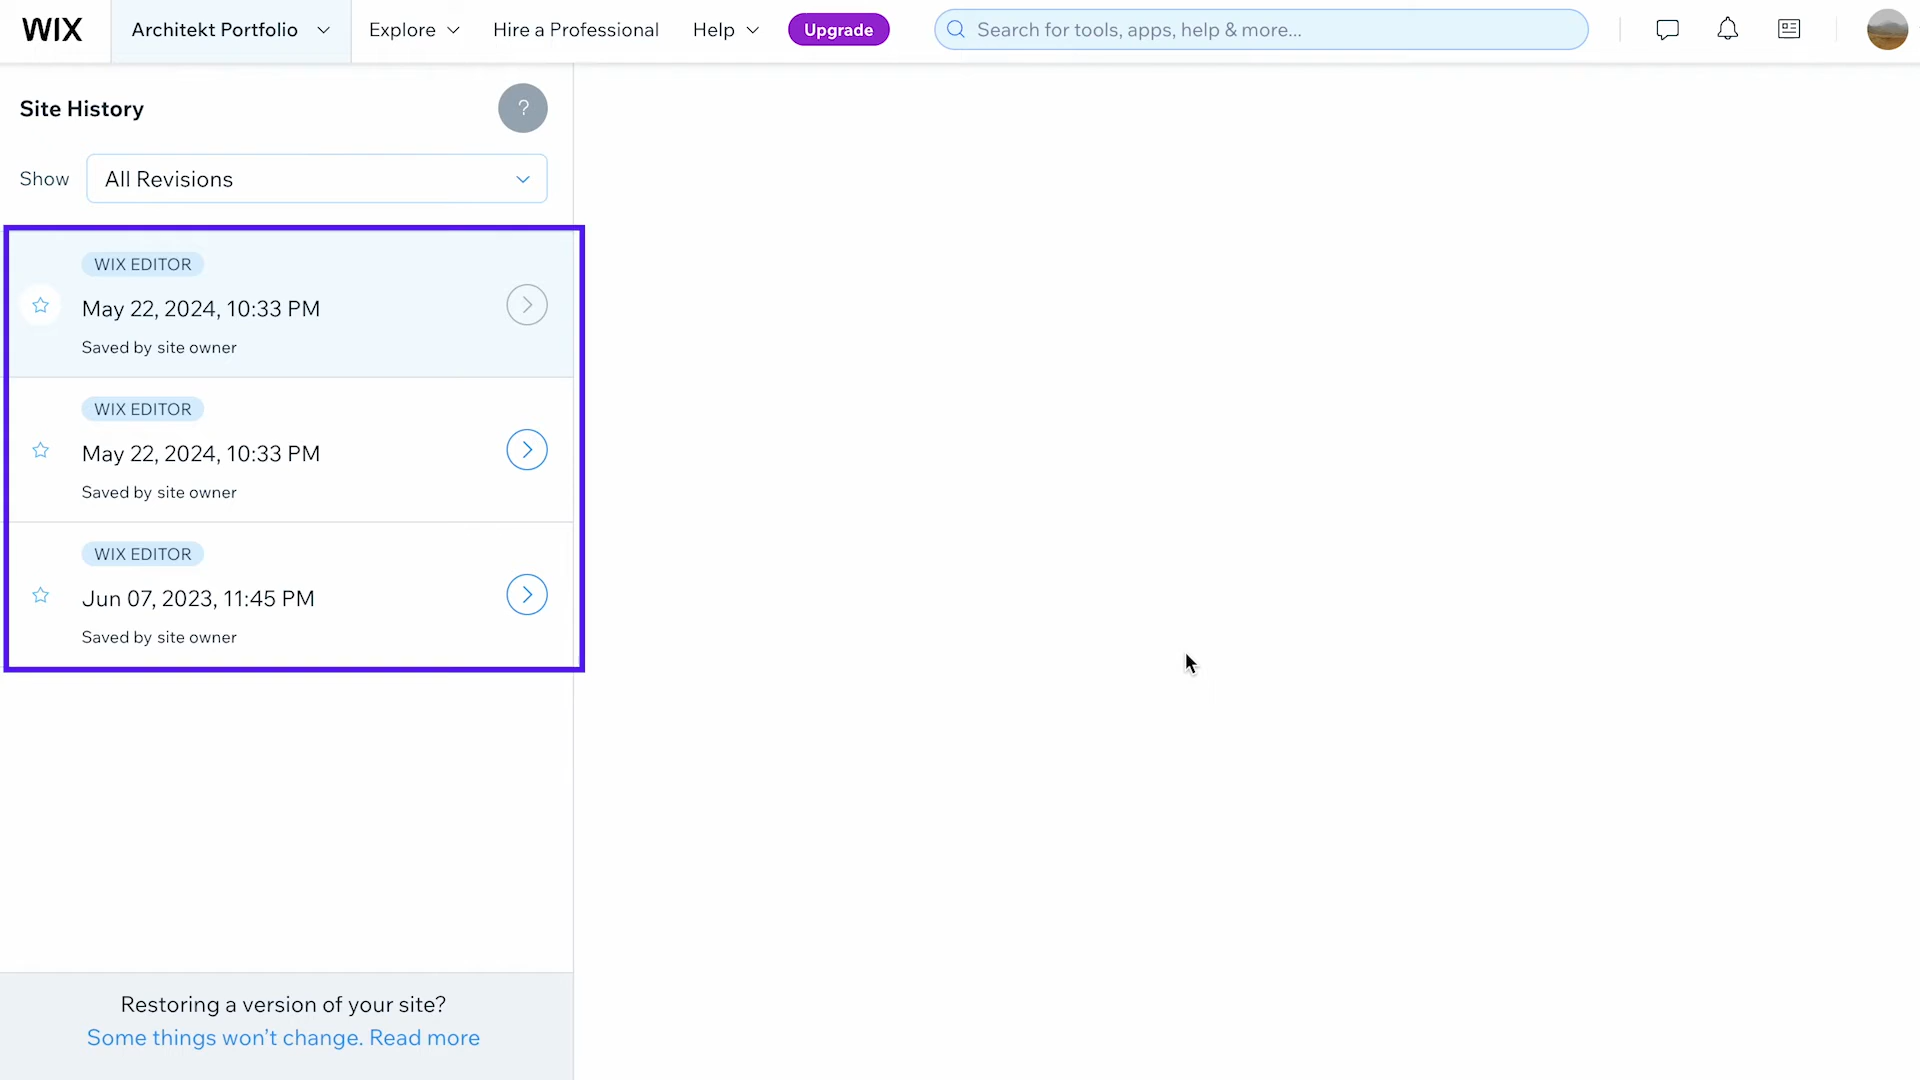 WIX
Architekt Portfolio
Explore
Hire a Professional
Help
Upgrade
Search for tools, apps, help & more...
Site History
?
Show
All Revisions
WIX EDITOR
May 22, 2024, 10:33 PM
Saved by site owner
WIX EDITOR
May 22, 2024, 10:33 PM
Saved by site owner
WIX EDITOR
Jun 07, 2023, 11:45 PM
Saved by site owner
Restoring a version of your site?
Some things won't change. Read more